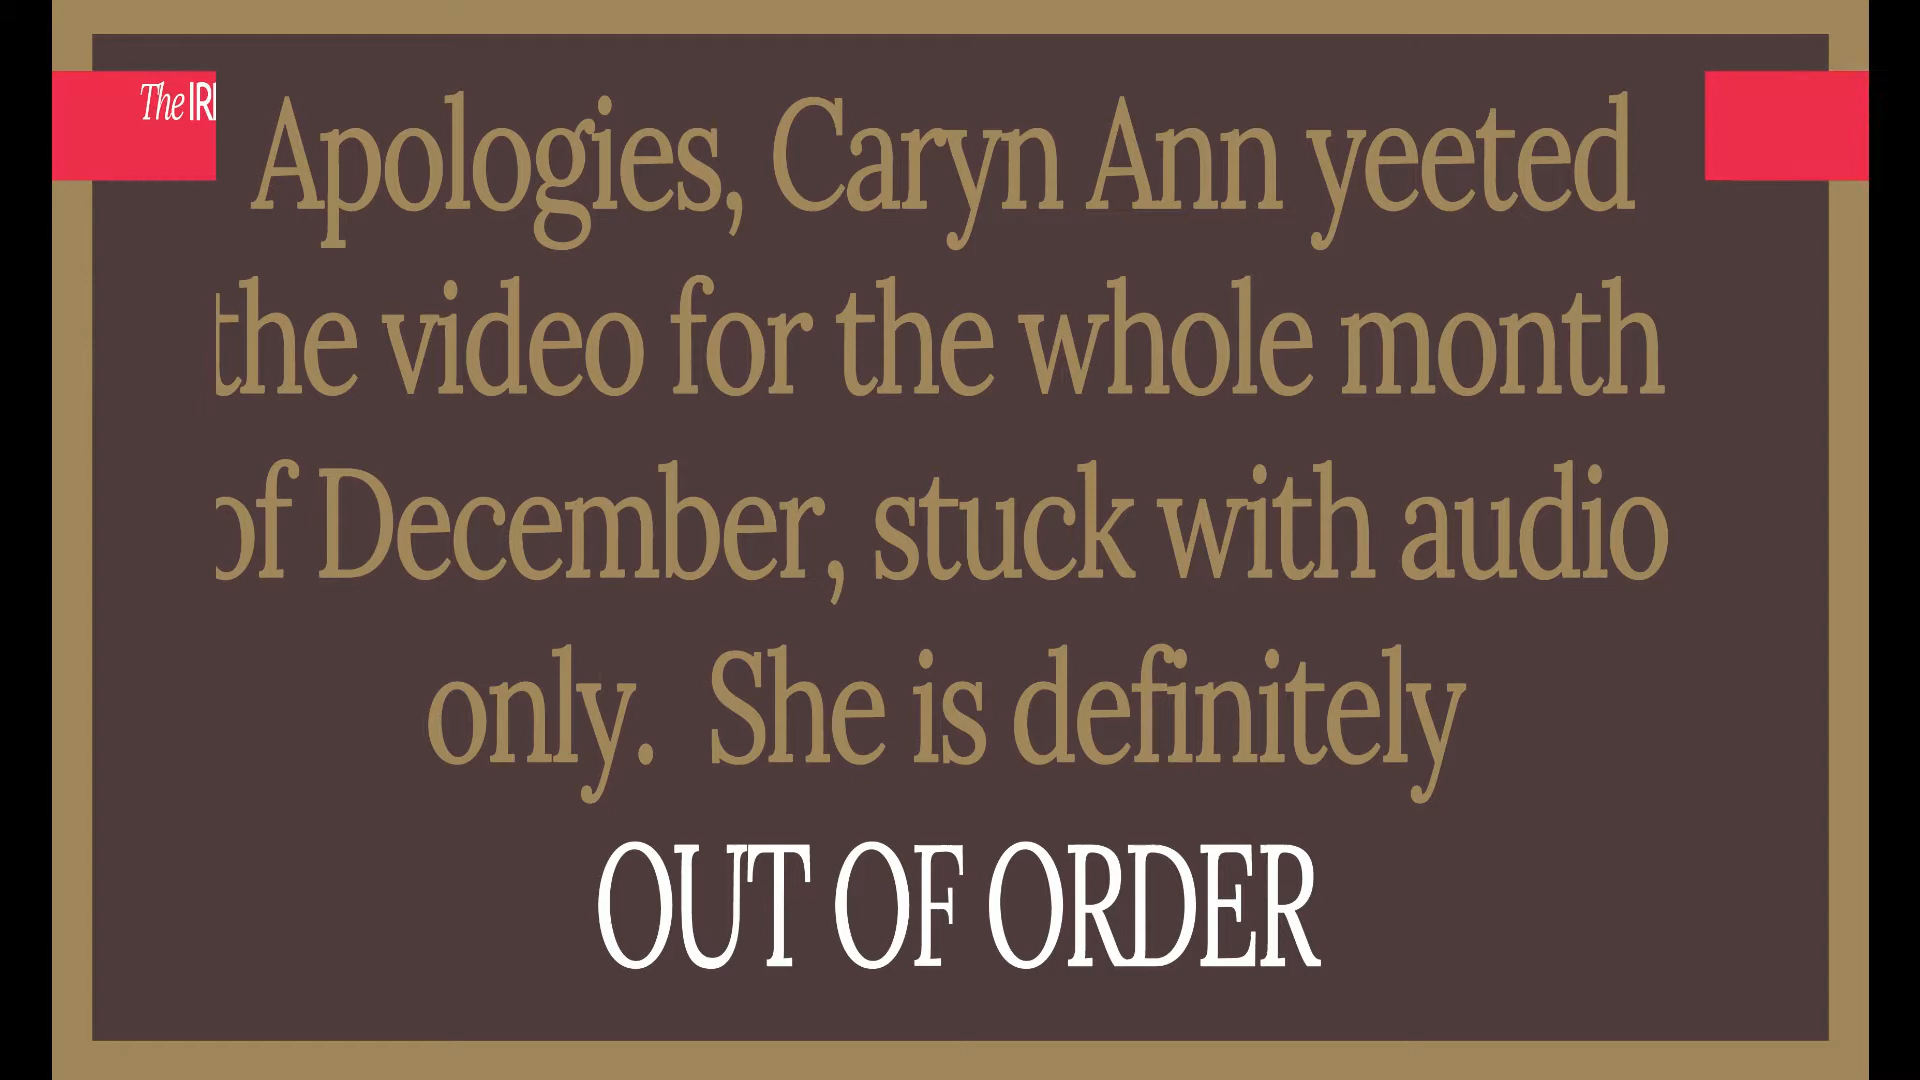 The IR
Apologies, Caryn Ann yeeted
the video for the whole month
of December, stuck with audio
only.  She is definitely
OUT OF ORDER